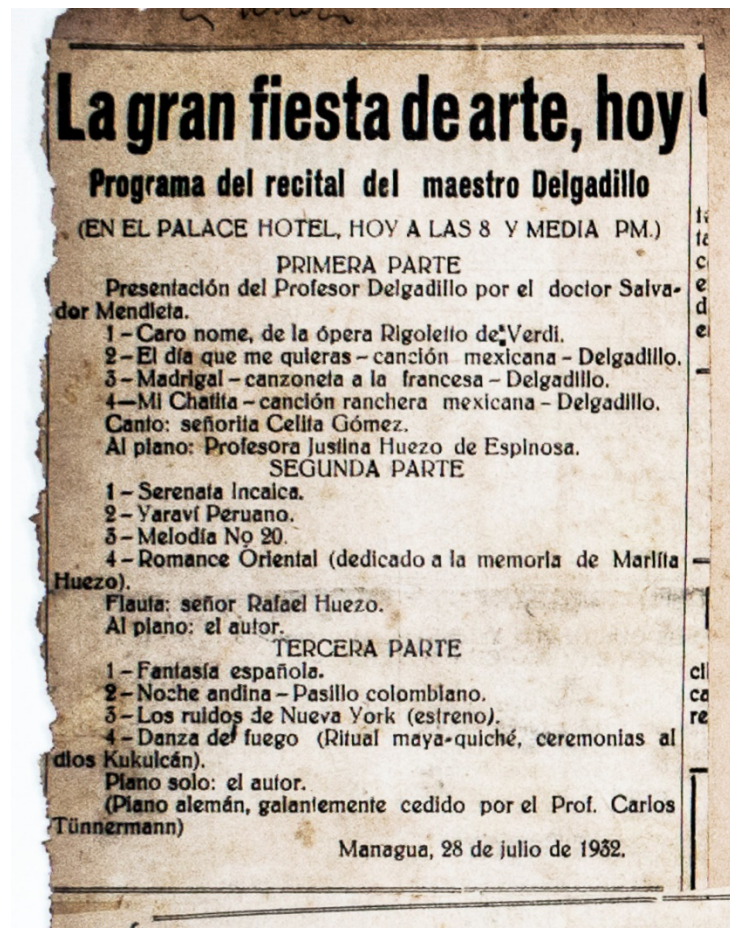 La gran fiesta de arte, hoy
Programa del recital del maestro Delgadillo
(EN EL PALACE HOTEL, HOY A LAS 8 Y MEDIA PM.)
PRIMERA PARTE
Presentación del Profesor Delgadillo por el doctor Salva-
dor Mendieta.
1-Caro nome, de la ópera Rigoletto de Verdi.
2-El día que me quieras-canción mexicana-Delgadillo.
3-Madrigal-canzoneta a la francesa-Delgadillo.
4—Mi Chatita-canción ranchera mexicana-Delgadillo.
Canto: señorita Celita Gómez.
Al piano: Profesora Justina Huezo de Espinosa.
SEGUNDA PARTE
1-Serenata Incaica.
2-Yaraví Peruano.
3-Melodía No 20.
4-Romance Oriental (dedicado a la memoria de Mariita
Huezo).
Flauta: señor Rafael Huezo.
Al piano: el autor.
TERCERA PARTE
1-Fantasía española.
2-Noche andina-Pasillo colombiano.
3-Los ruidos de Nueva York (estreno).
4-Danza del fuego (Ritual maya-quiché, ceremonias al
dios Kukulcán).
Piano solo: el autor.
(Piano alemán, galantemente cedido por el Prof. Carlos
Tünnermann)
Managua, 28 de julio de 1932.